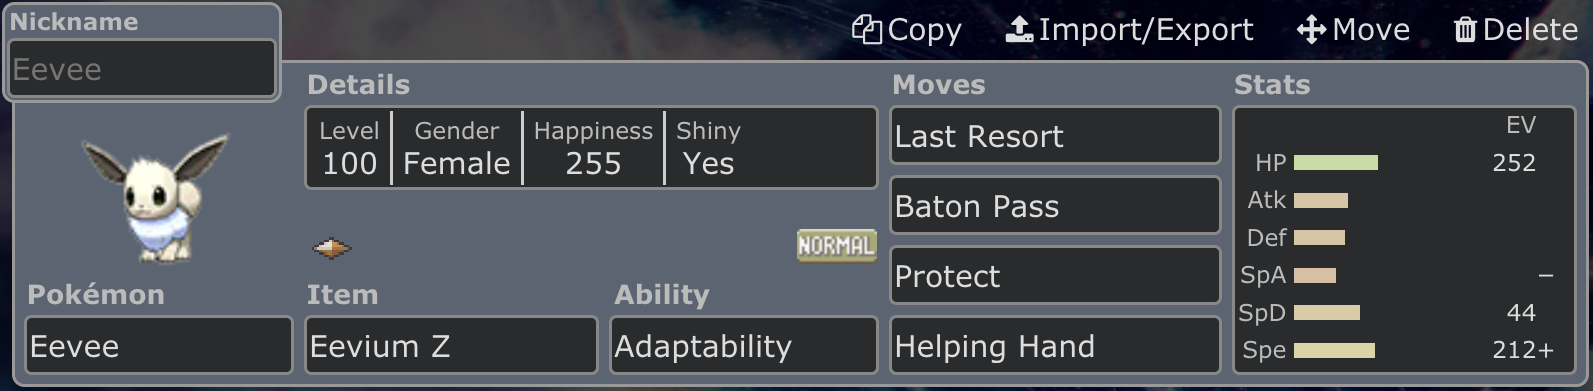 Nickname
Eevee
Copy Import/Export Move Delete
Details
Level Gender Happiness Shiny
100 Female 255 Yes
NORMAL
Pokémon Item Ability
Eevee Eevium Z Adaptability
Moves
Last Resort
Baton Pass
Protect
Helping Hand
Stats
EV
HP 252
Atk
Def
SpA −
SpD 44
Spe 212+